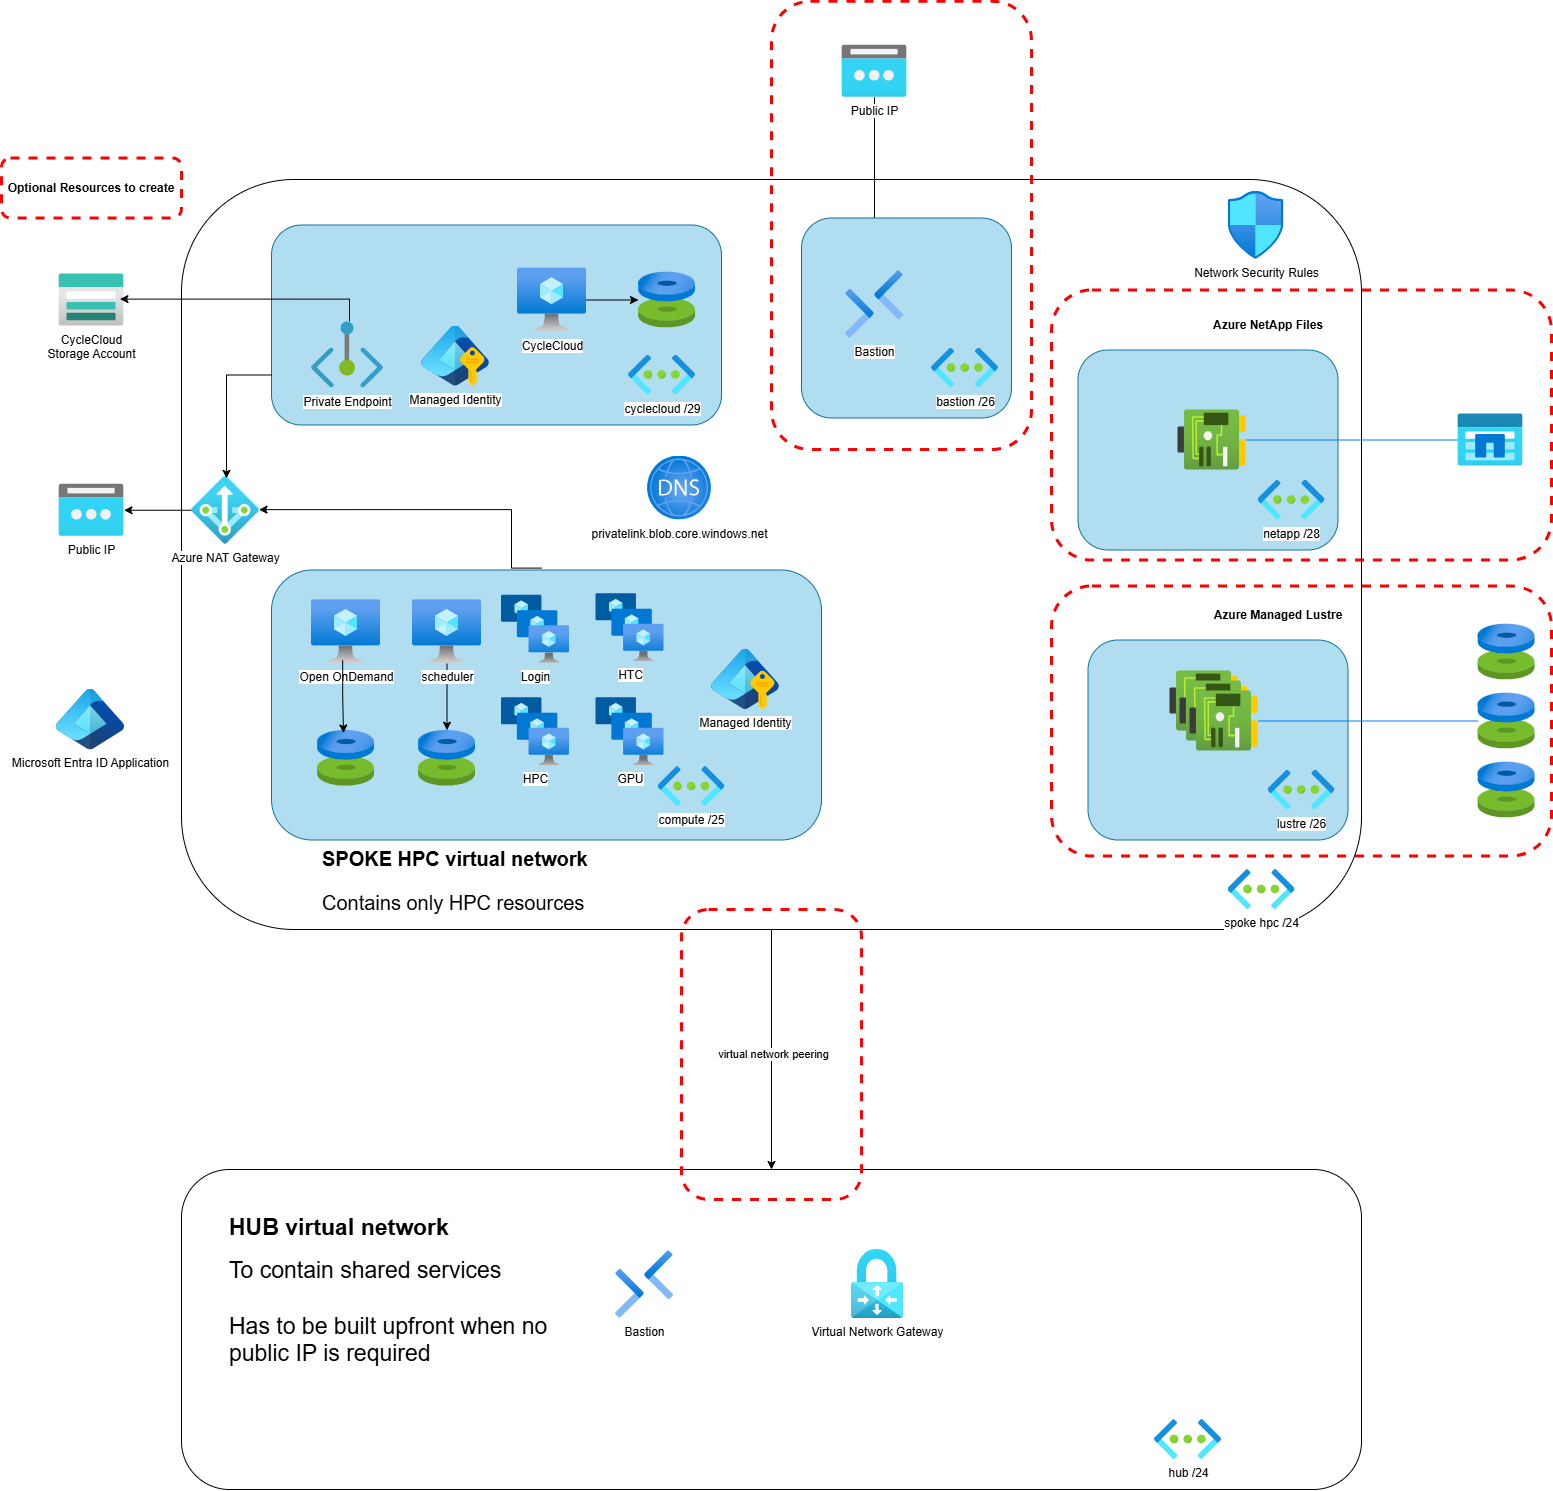 Public IP
Optional Resources to create
Network Security Rules
CycleCloud
Storage Account
Private Endpoint
Managed Identity
CycleCloud
cyclecloud /29
Bastion
bastion /26
Azure NetApp Files
netapp /28
Public IP
Azure NAT Gateway
DNS
privatelink.blob.core.windows.net
Open OnDemand
scheduler
Login
HTC
Managed Identity
HPC
GPU
compute /25
Microsoft Entra ID Application
Azure Managed Lustre
lustre /26
SPOKE HPC virtual network
Contains only HPC resources
spoke hpc /24
virtual network peering
HUB virtual network
To contain shared services
Has to be built upfront when no
public IP is required
Bastion
Virtual Network Gateway
hub /24